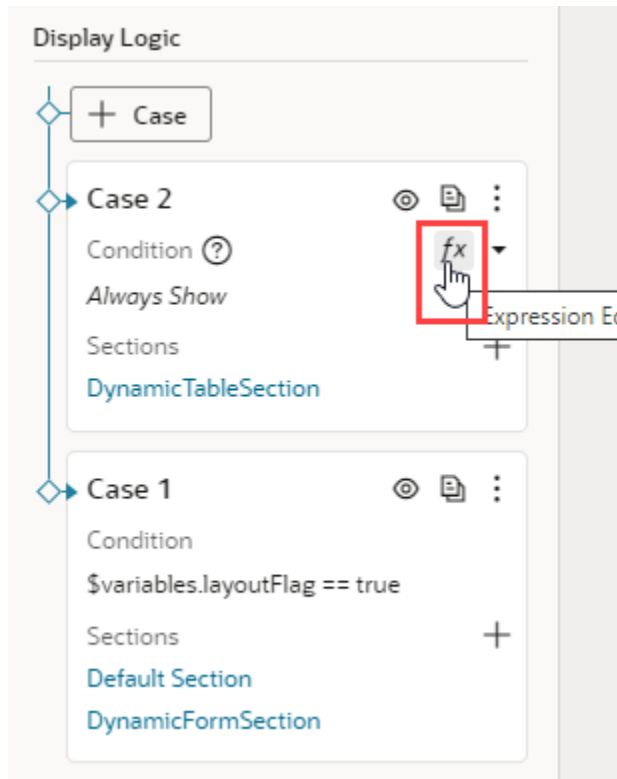 Display Logic
+ Case
Case 2
Condition ?
fx
Always Show
Expression
Sections
DynamicTableSection
Case 1
Condition
$variables.layoutFlag == true
Sections
Default Section
DynamicFormSection